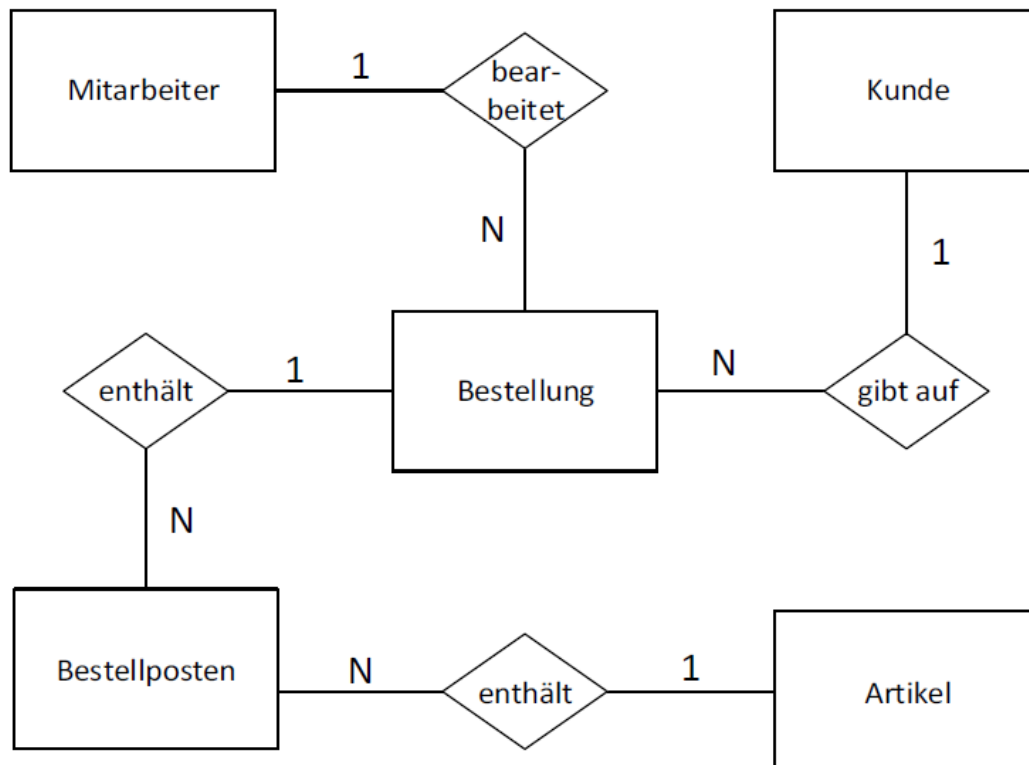 Mitarbeiter
1
bear-
beitet
Kunde
N
1
enthält
1
Bestellung
N
gibt auf
N
Bestellposten
N
enthält
1
Artikel